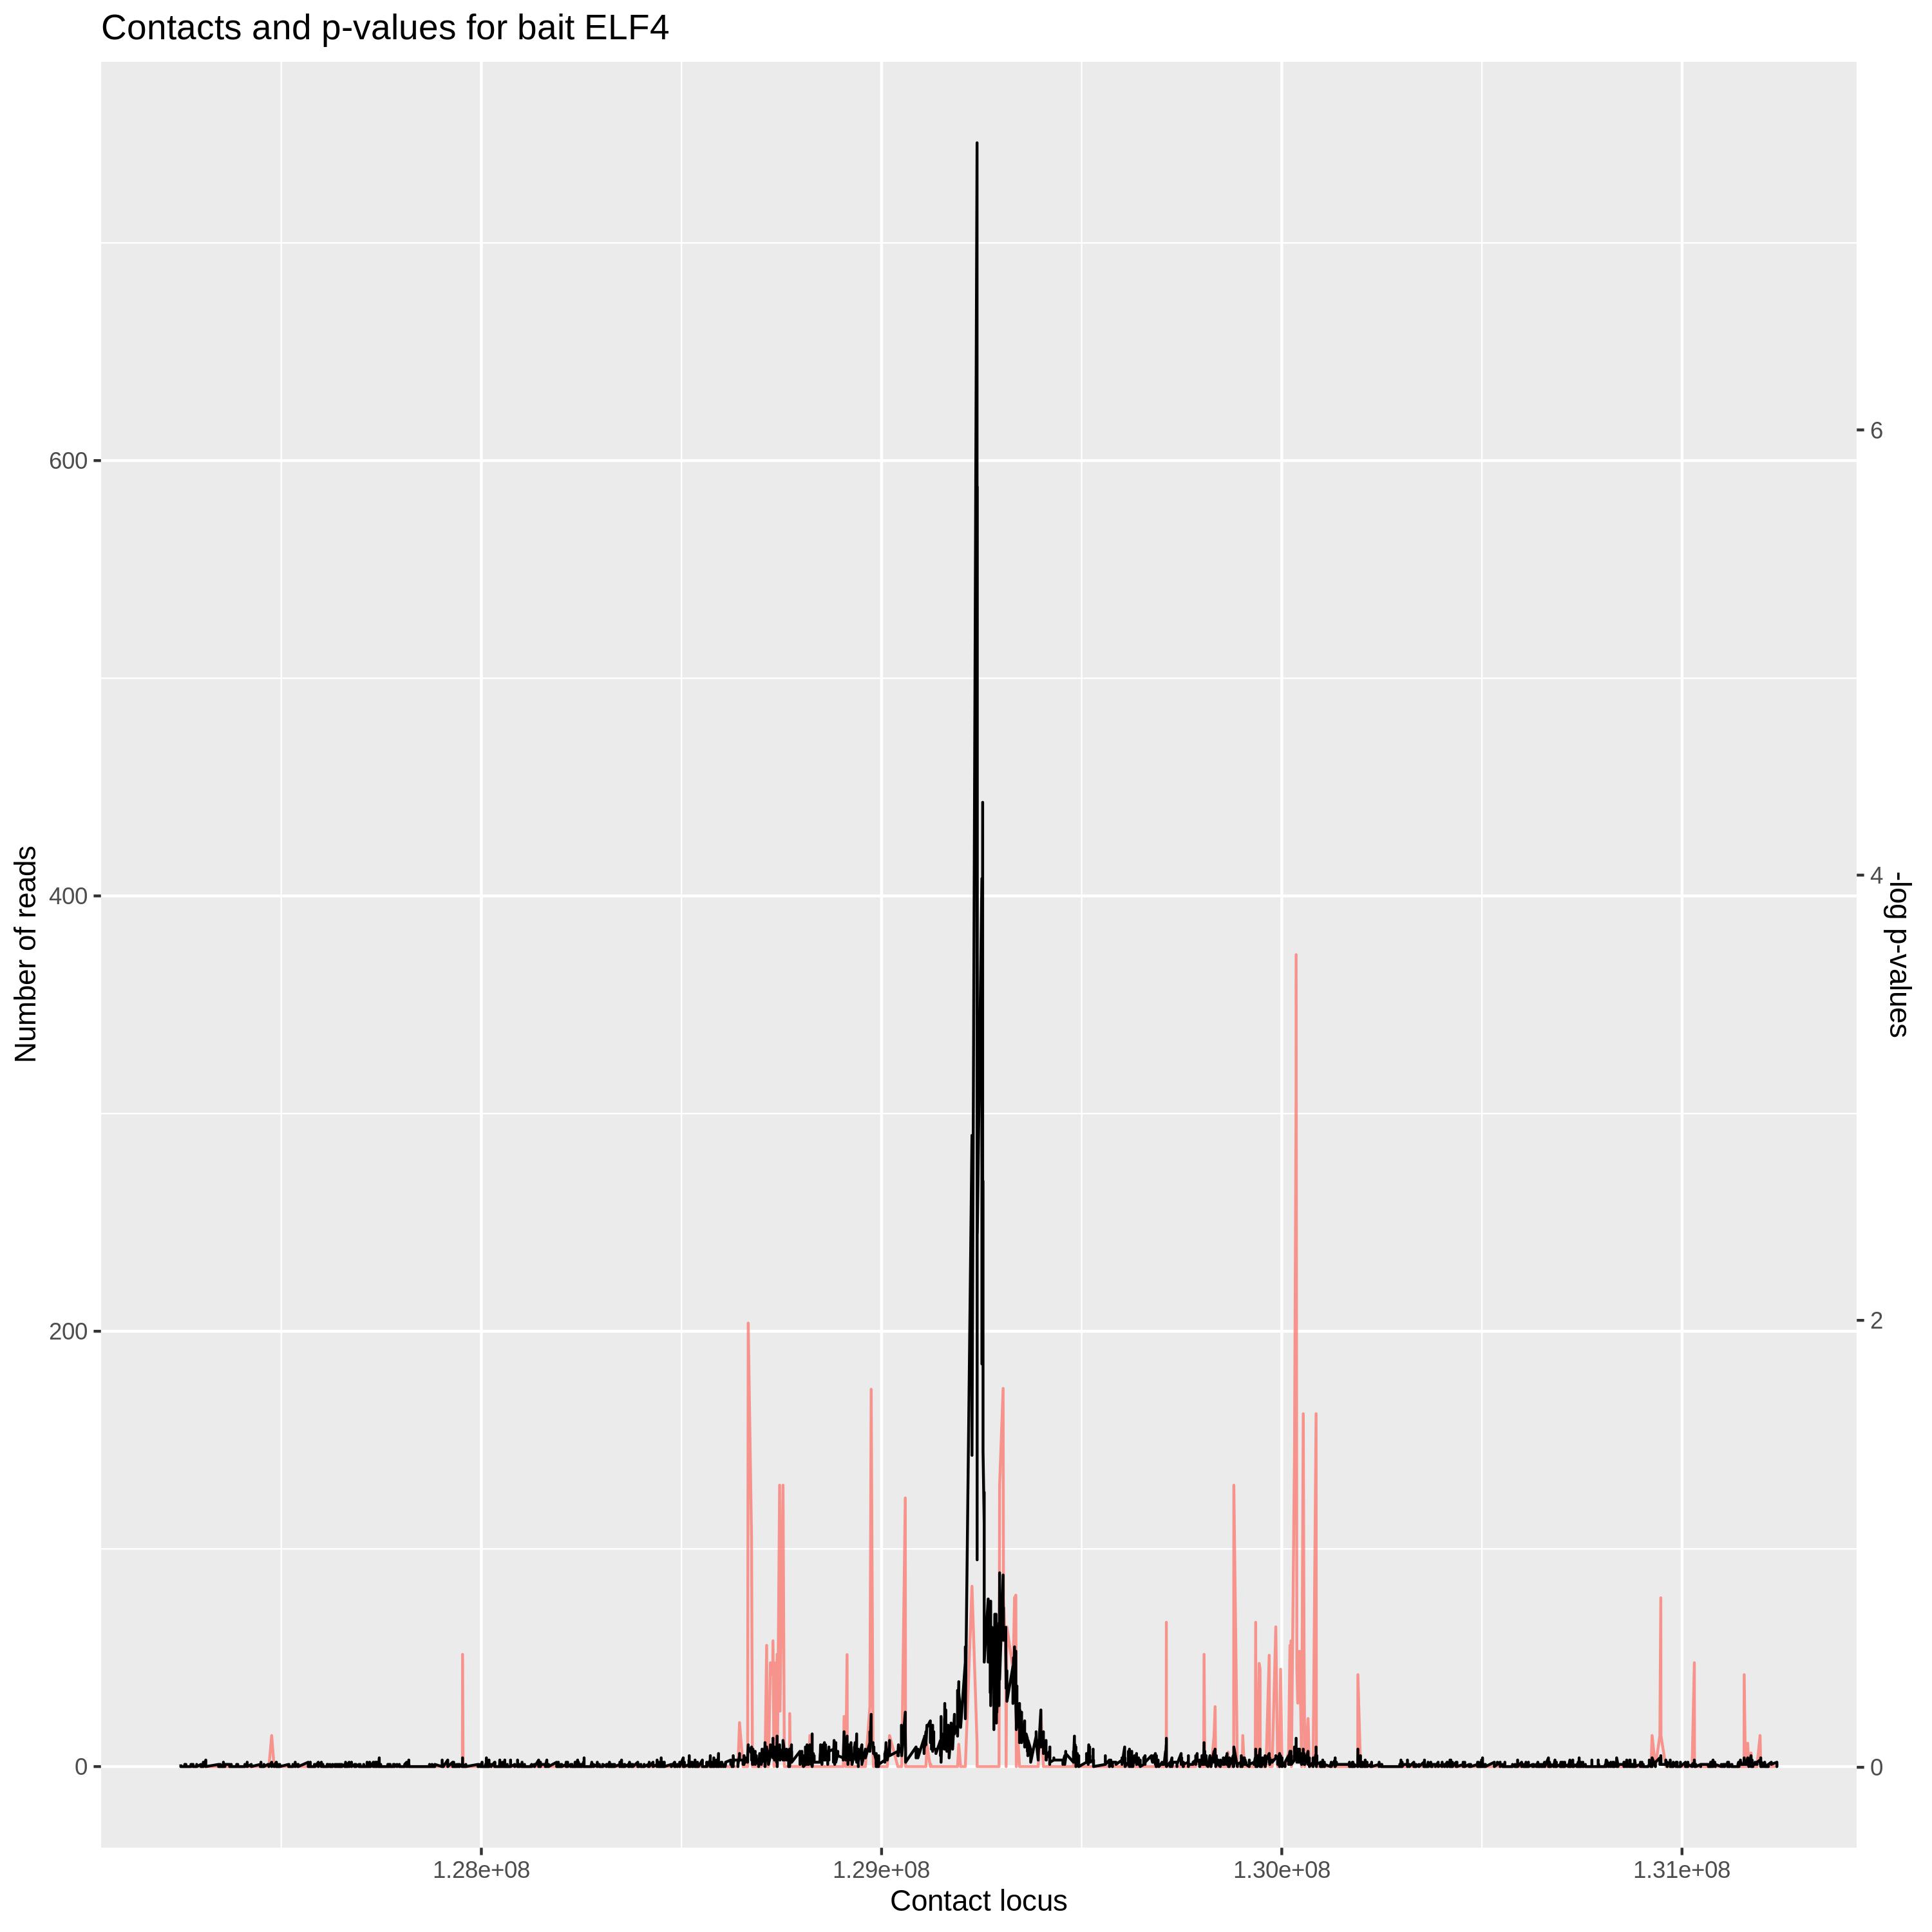 Contacts and p-values for bait ELF4
Number of reads
600
400
200
0
6
4
2
0
-log p-values
1.28e+08
1.29e+08
1.30e+08
1.31e+08
Contact locus